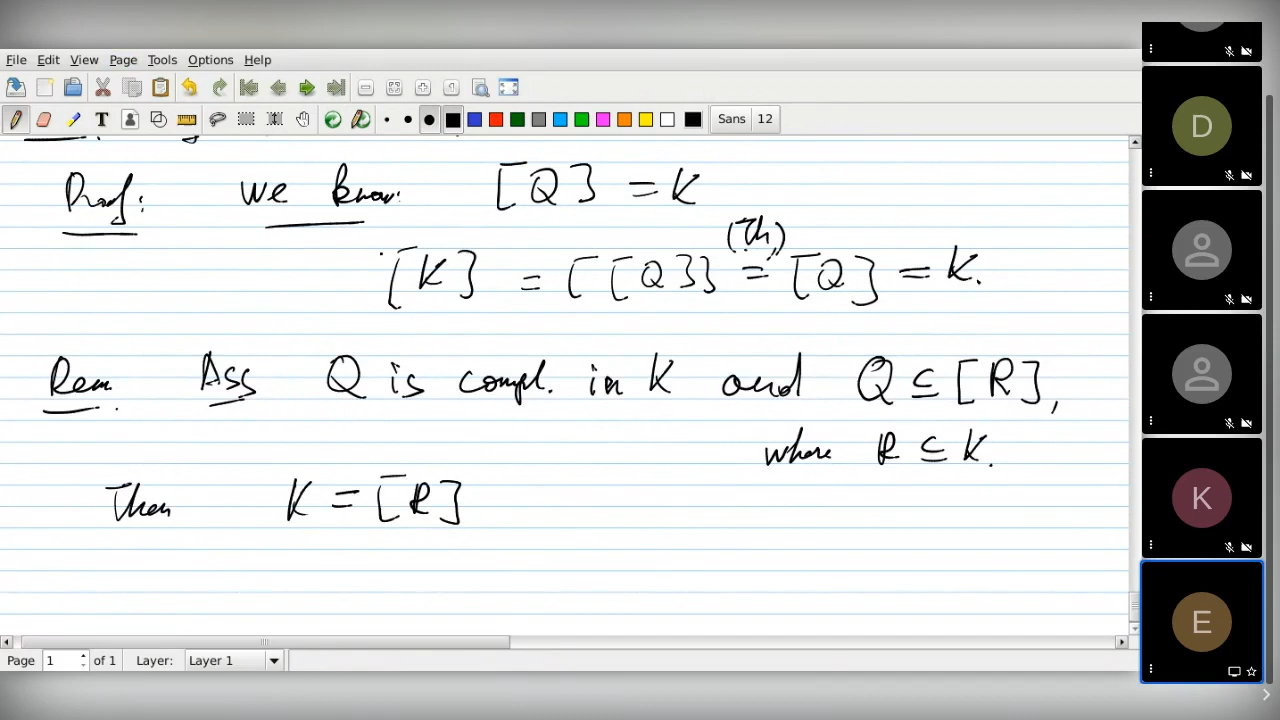 File Edit View Page Tools Options Help
Sans 12
Proof: we know: [Q] = K
[K] = [[Q]] (Th) = [Q] = K.
Rem. Ass Q is compl. in K and Q ⊆ [R],
where R ⊆ K.
Then K = [R]
Page 1 of 1 Layer: Layer 1
D
K
E